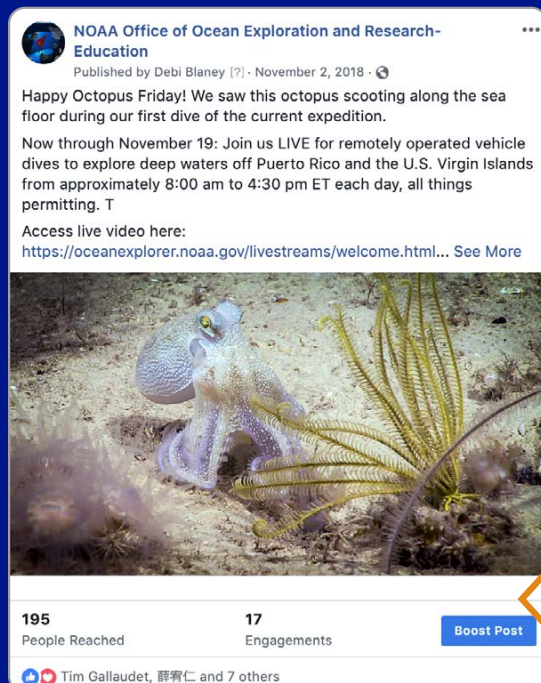 NOAA Office of Ocean Exploration and Research-
Education
Published by Debi Blaney [?] · November 2, 2018 ·
Happy Octopus Friday! We saw this octopus scooting along the sea
floor during our first dive of the current expedition.
Now through November 19: Join us LIVE for remotely operated vehicle
dives to explore deep waters off Puerto Rico and the U.S. Virgin Islands
from approximately 8:00 am to 4:30 pm ET each day, all things
permitting. T
Access live video here:
https://oceanexplorer.noaa.gov/livestreams/welcome.html... See More
195
People Reached
17
Engagements
Boost Post
Tim Gallaudet, 薛宥仁 and 7 others